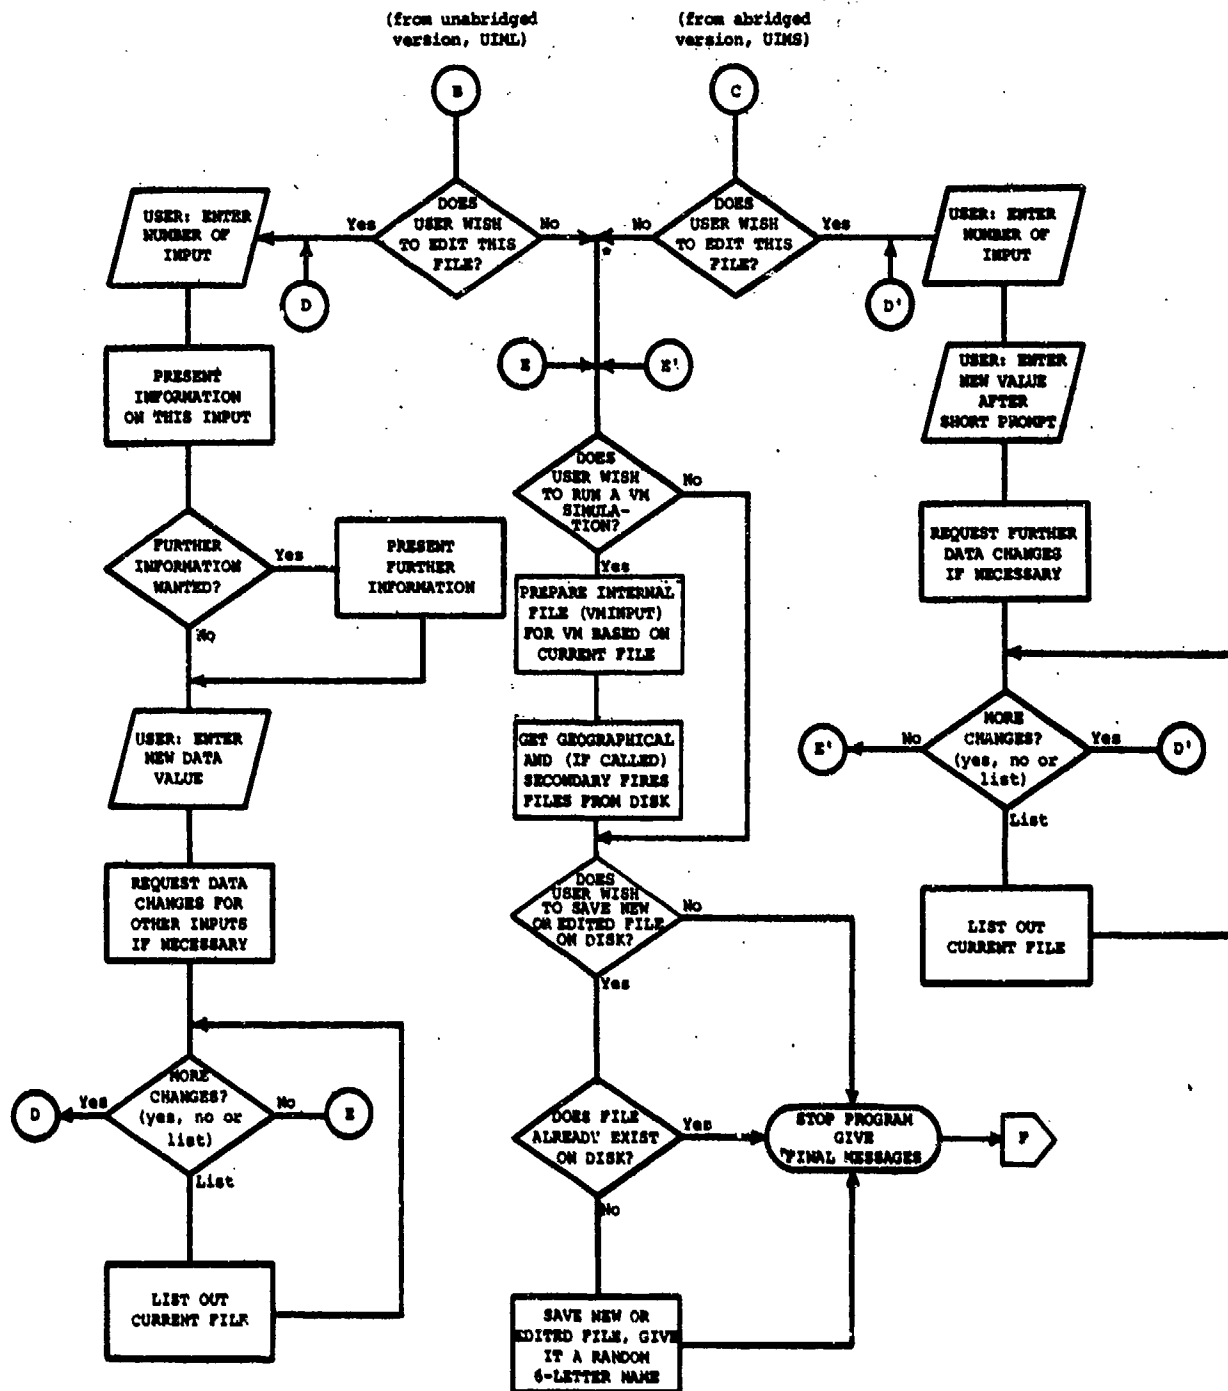 (from unabridged
version, UIML)
(from abridged
version, UIMS)
B
C
DOES
USER WISH
TO EDIT THIS
FILE?
Yes
No
DOES
USER WISH
TO EDIT THIS
FILE?
No
Yes
*
USER: ENTER
NUMBER OF
INPUT
D
USER: ENTER
NUMBER OF
INPUT
D'
E
E'
PRESENT
INFORMATION
ON THIS INPUT
USER: ENTER
NEW VALUE
AFTER
SHORT PROMPT
DOES
USER WISH
TO RUN A VM
SIMULA-
TION?
No
Yes
FURTHER
INFORMATION
WANTED?
Yes
No
PRESENT
FURTHER
INFORMATION
REQUEST FURTHER
DATA CHANGES
IF NECESSARY
PREPARE INTERNAL
FILE (VMINPUT)
FOR VM BASED ON
CURRENT FILE
USER: ENTER
NEW DATA
VALUE
GET GEOGRAPHICAL
AND (IF CALLED)
SECONDARY FIRES
FILES FROM DISK
MORE
CHANGES?
(yes, no or
list)
No
Yes
List
E'
D'
REQUEST DATA
CHANGES FOR
OTHER INPUTS
IF NECESSARY
DOES
USER WISH
TO SAVE NEW
OR EDITED FILE
ON DISK?
No
Yes
LIST OUT
CURRENT FILE
MORE
CHANGES?
(yes, no or
list)
Yes
No
List
D
E
DOES FILE
ALREADY EXIST
ON DISK?
Yes
No
STOP PROGRAM
GIVE
FINAL MESSAGES
F
LIST OUT
CURRENT FILE
SAVE NEW OR
EDITED FILE, GIVE
IT A RANDOM
6-LETTER NAME